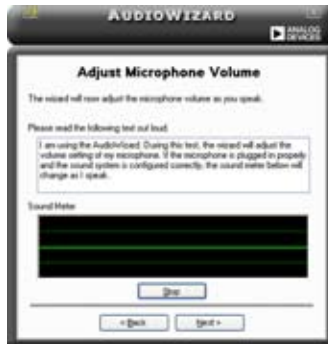 AUDIOWIZARD
ANALOG
DEVICES
Adjust Microphone Volume
The wizard will now adjust the microphone volume as you speak.
Please read the following text out loud.
I am using the AudioWizard. During this test, the wizard will adjust the
volume setting of my microphone. If the microphone is plugged in properly
and the sound system is configured correctly, the sound meter below will
change as I speak.
Sound Meter
Stop
< Back
Next >